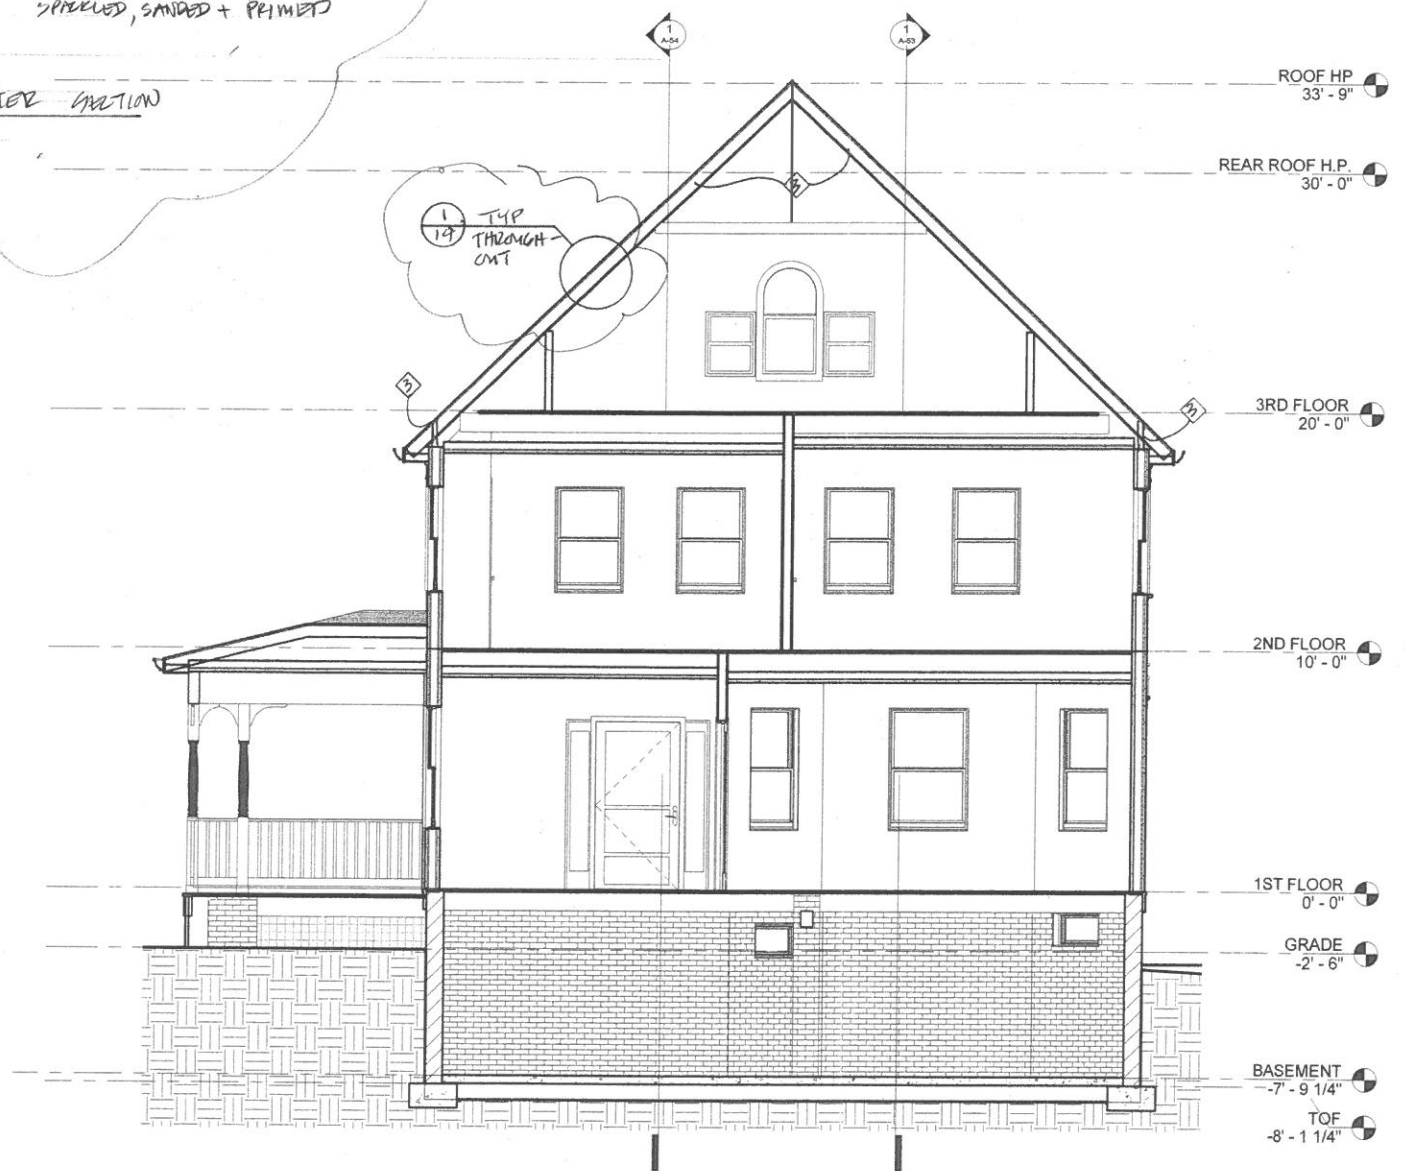 SPACKLED, SANDED + PRIMED
SECTION
1
A-54
1
A-53
ROOF HP
33' - 9"
REAR ROOF H.P.
30' - 0"
3
1
19
TYP
THROUGH-
OUT
3
3
3RD FLOOR
20' - 0"
2ND FLOOR
10' - 0"
1ST FLOOR
0' - 0"
GRADE
-2' - 6"
BASEMENT
-7' - 9 1/4"
TOF
-8' - 1 1/4"